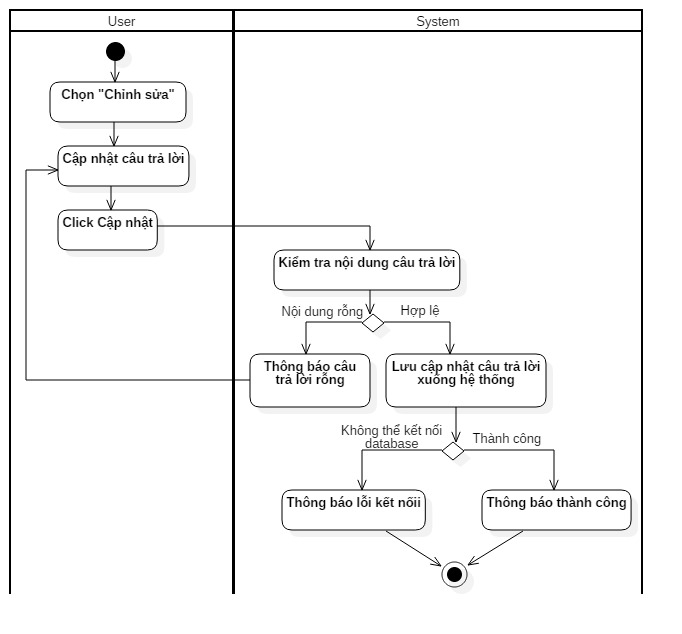 User
System
Chọn "Chỉnh sửa"
Cập nhật câu trả lời
Click Cập nhật
Kiểm tra nội dung câu trả lời
Nội dung rỗng
Hợp lệ
Thông báo câu
trả lời rỗng
Lưu cập nhật câu trả lời
xuống hệ thống
Không thể kết nối
database
Thành công
Thông báo lỗi kết nốii
Thông báo thành công